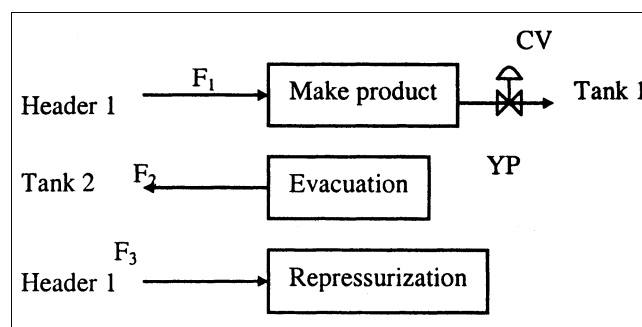 CV
Header 1 F₁ Make product Tank 1
YP
Tank 2 F₂ Evacuation
F₃
Header 1 Repressurization